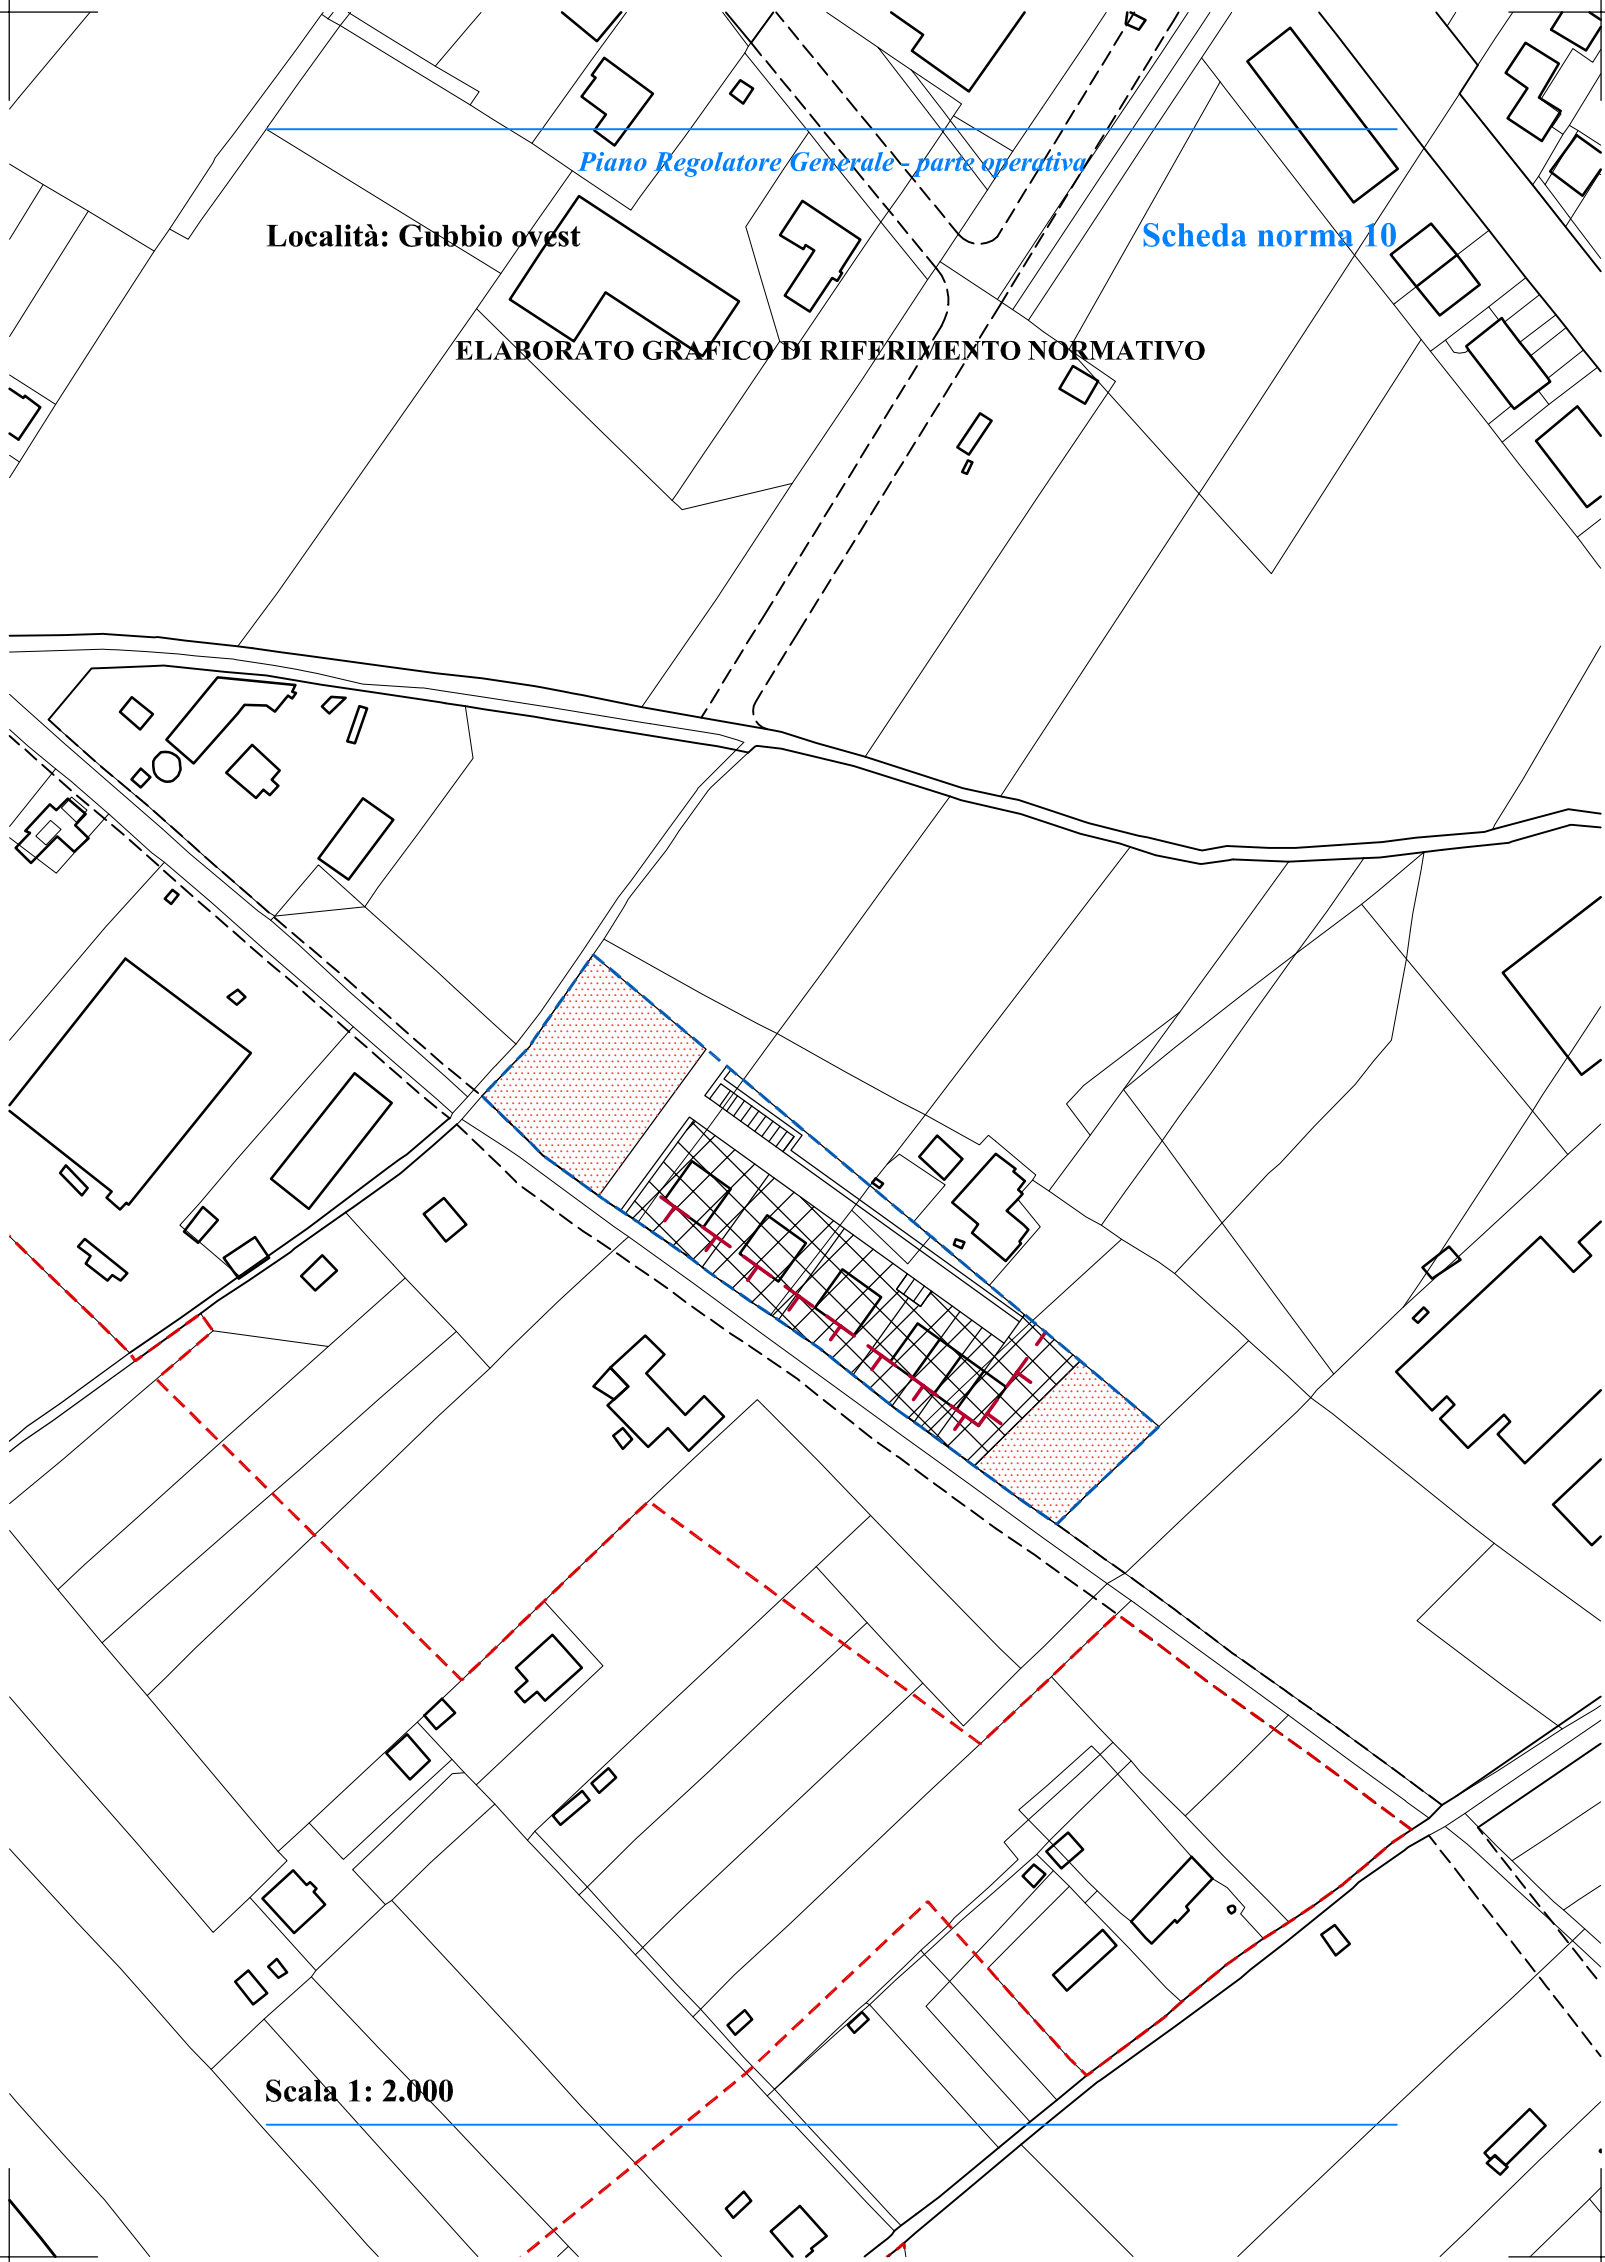 Piano Regolatore Generale - parte operativa
Località: Gubbio ovest
Scheda norma 10
ELABORATO GRAFICO DI RIFERIMENTO NORMATIVO
Scala 1: 2.000